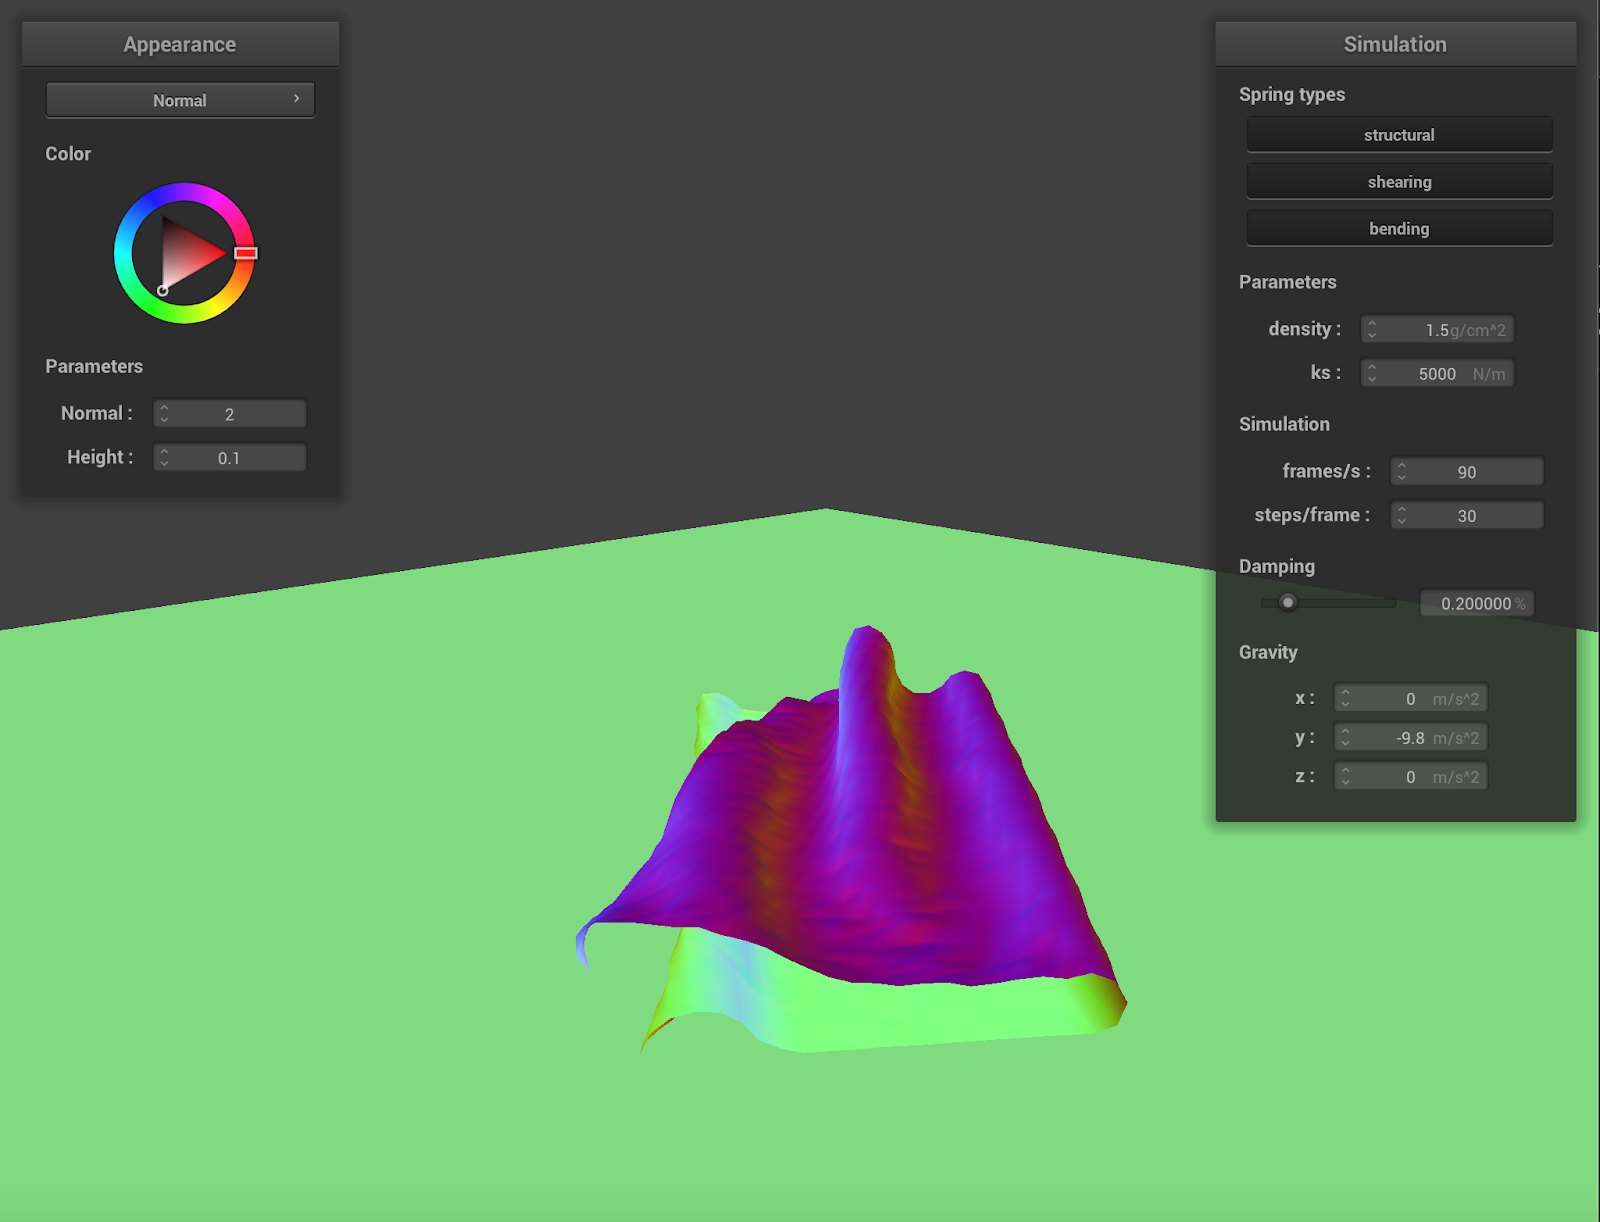 Appearance
Normal
Color
Parameters
Normal : 2
Height : 0.1
Simulation
Spring types
structural
shearing
bending
Parameters
density : 1.5 g/cm^2
ks : 5000 N/m
Simulation
frames/s : 90
steps/frame : 30
Damping
0.200000 %
Gravity
x : 0 m/s^2
y : -9.8 m/s^2
z : 0 m/s^2